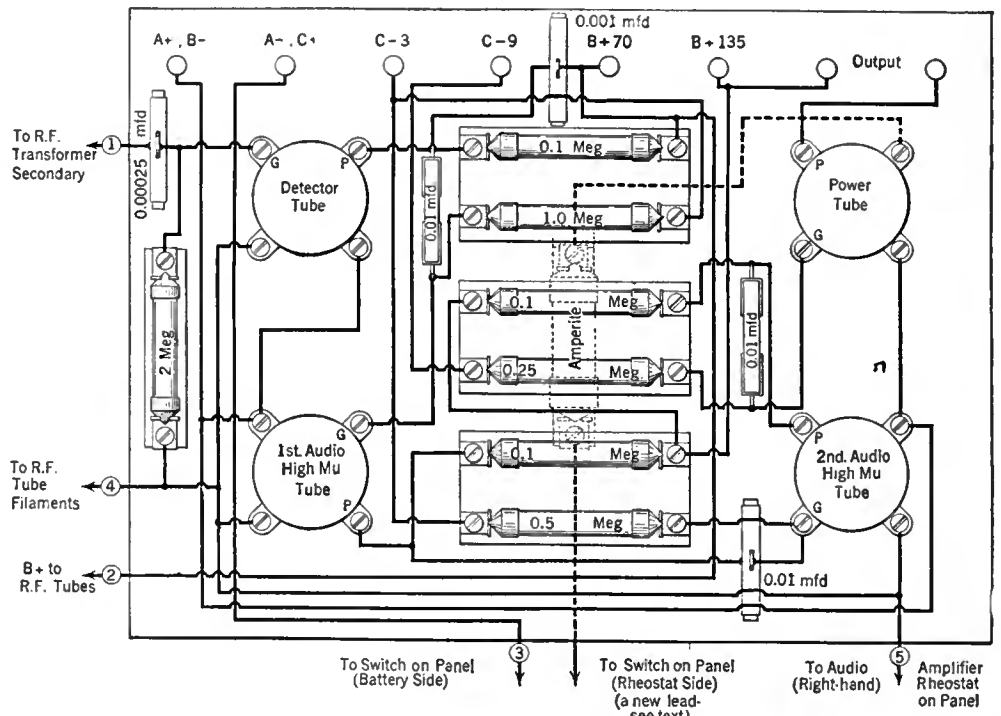 0.001 mfd
A+, B-
A-, C+
C-3
C-9
B+70
B+135
Output
To R.F.
Transformer
Secondary
1
0.00025 mfd
G
P
Detector
Tube
0.01 mfd
0.1 Meg
1.0 Meg
P
Power
Tube
G
2 Meg
0.1 Meg
Amperite
0.25 Meg
0.01 mfd
To R.F.
Tube
Filaments
4
G
1st. Audio
High Mu
Tube
P
0.1 Meg
0.5 Meg
P
2nd. Audio
High Mu
Tube
G
B+ to
R.F. Tubes
2
0.01 mfd
3
5
To Switch on Panel
(Battery Side)
To Switch on Panel
(Rheostat Side)
(a new lead-
see text)
To Audio
(Right-hand)
Amplifier
Rheostat
on Panel